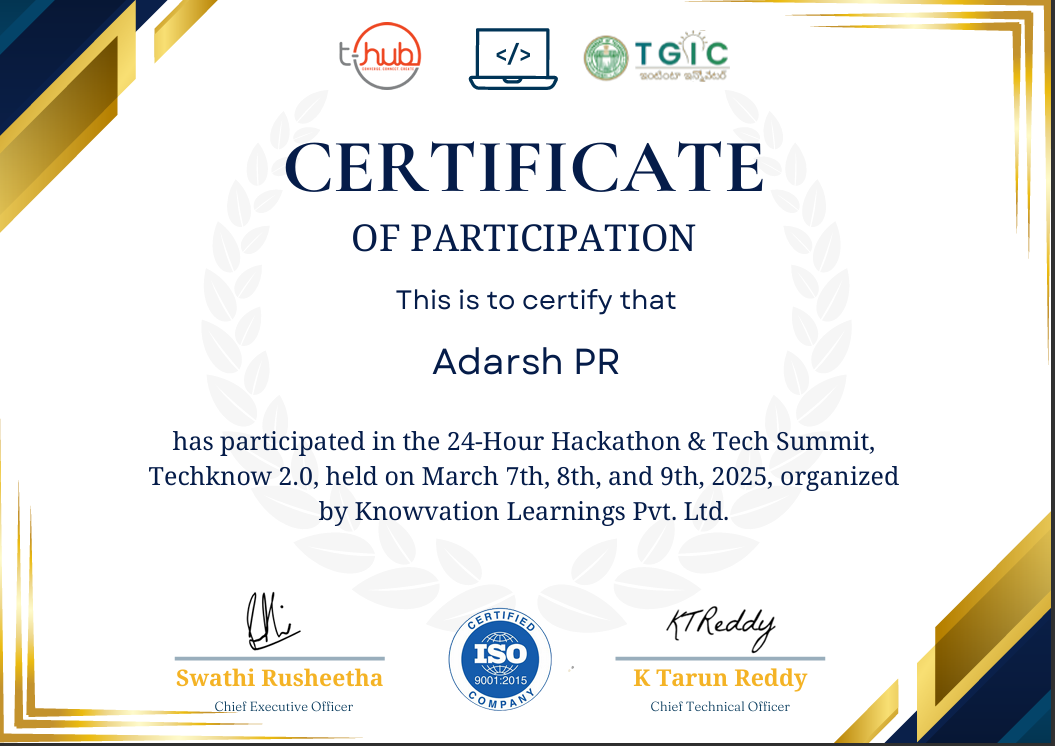 t-hub
</>
TGIC
ఇంటింటా ఇన్నోవేటర్
CERTIFICATE
OF PARTICIPATION
This is to certify that
Adarsh PR
has participated in the 24-Hour Hackathon & Tech Summit,
Techknow 2.0, held on March 7th, 8th, and 9th, 2025, organized
by Knowvation Learnings Pvt. Ltd.
KTReddy
Swathi Rusheetha
Chief Executive Officer
CERTIFIED
ISO
9001:2015
COMPANY
K Tarun Reddy
Chief Technical Officer